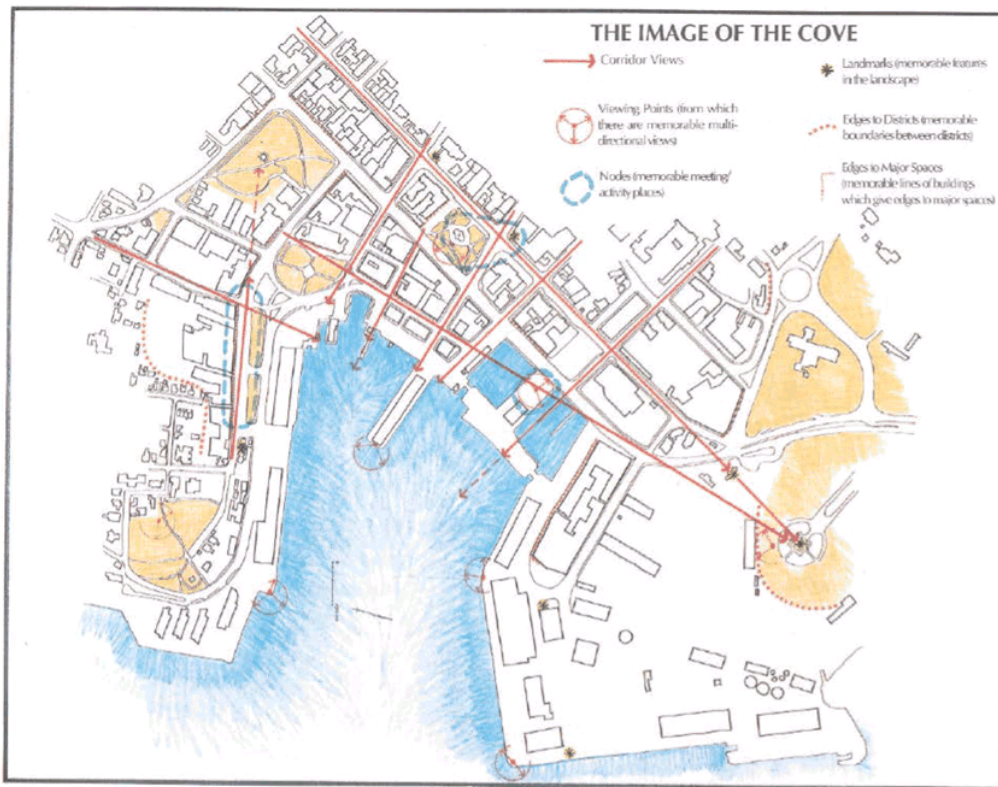 THE IMAGE OF THE COVE
Corridor Views
Viewing Points (from which
there are memorable multi-
directional views)
Nodes (memorable meeting/
activity places)
Landmarks (memorable features
in the landscape)
Edges to Districts (memorable
boundaries between districts)
Edges to Major Spaces
(memorable lines of buildings
which give edges to major spaces)